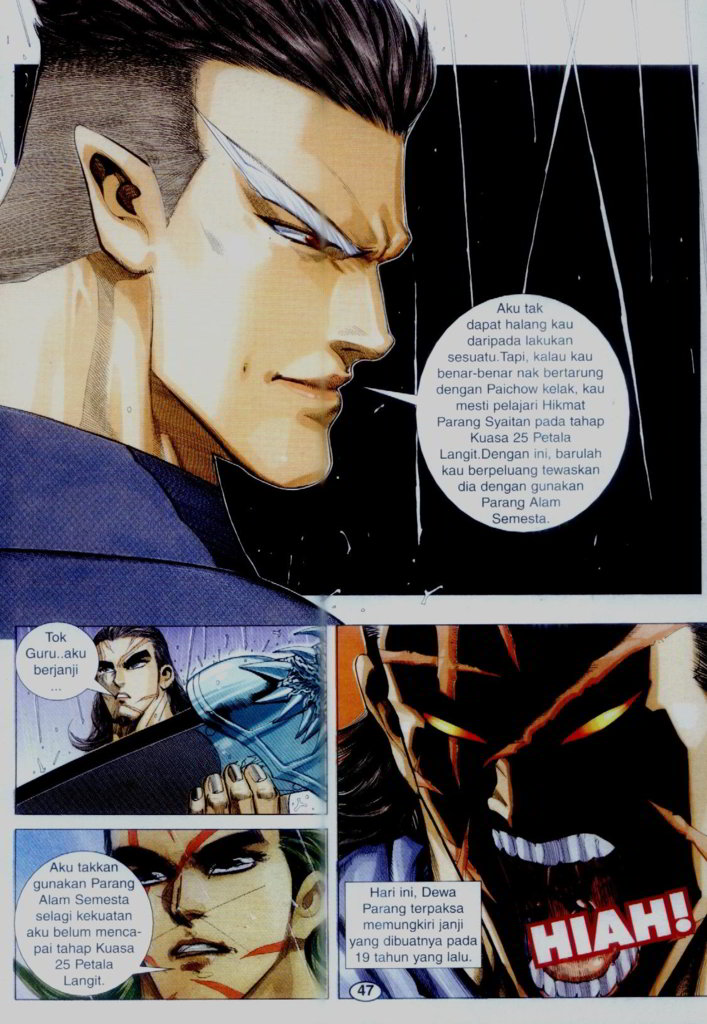 Aku tak
dapat halang kau
daripada lakukan
sesuatu.Tapi, kalau kau
benar-benar nak bertarung
dengan Paichow kelak, kau
mesti pelajari Hikmat
Parang Syaitan pada tahap
Kuasa 25 Petala
Langit.Dengan ini, barulah
kau berpeluang tewaskan
dia dengan gunakan
Parang Alam
Semesta.
Tok
Guru..aku
berjanji
...
Aku takkan
gunakan Parang
Alam Semesta
selagi kekuatan
aku belum menca-
pai tahap Kuasa
25 Petala
Langit.
Hari ini, Dewa
Parang terpaksa
memungkiri janji
yang dibuatnya pada
19 tahun yang lalu.
HIAH!
47